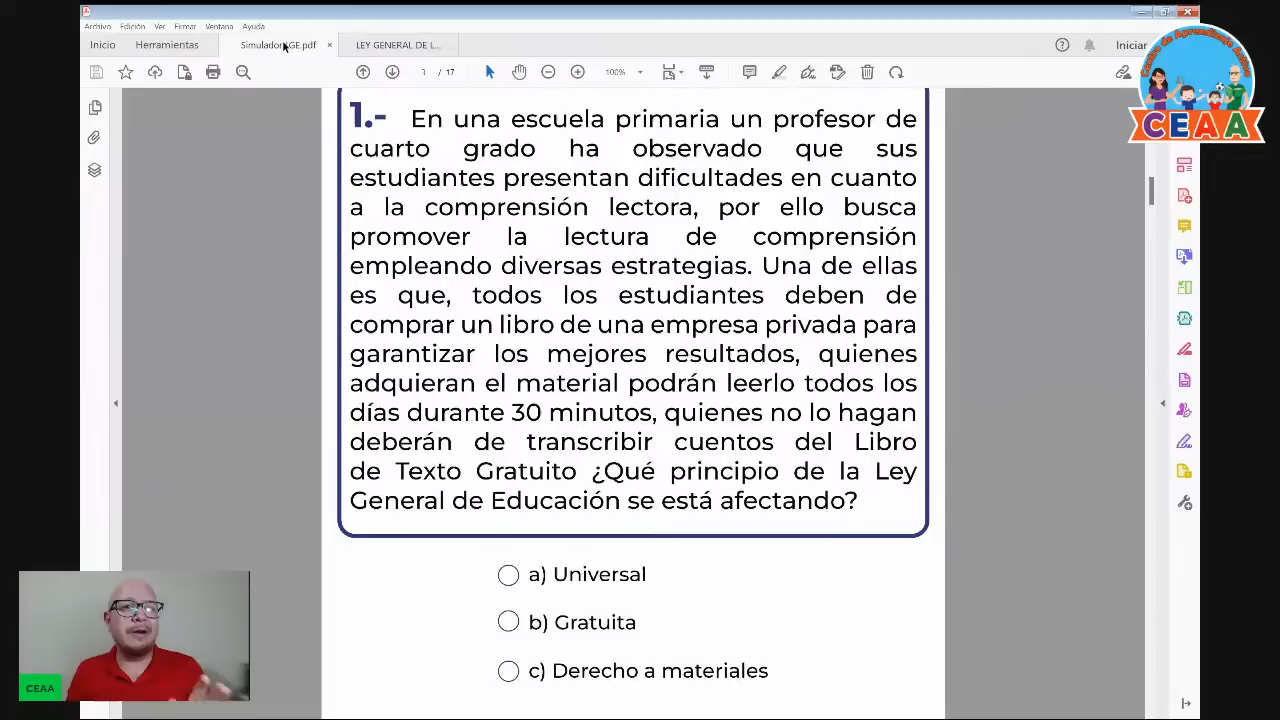 Archivo Edición Ver Firmar Ventana Ayuda
Inicio Herramientas
LEY GENERAL DE L...
Iniciar
3 / 17
100%
Centro de Aprendizaje Activo
CEAA
1.- En una escuela primaria un profesor de
cuarto grado ha observado que sus
estudiantes presentan dificultades en cuanto
a la comprensión lectora, por ello busca
promover la lectura de comprensión
empleando diversas estrategias. Una de ellas
es que, todos los estudiantes deben de
comprar un libro de una empresa privada para
garantizar los mejores resultados, quienes
adquieran el material podrán leerlo todos los
días durante 30 minutos, quienes no lo hagan
deberán de transcribir cuentos del Libro
de Texto Gratuito ¿Qué principio de la Ley
General de Educación se está afectando?
a) Universal
b) Gratuita
c) Derecho a materiales
CEAA